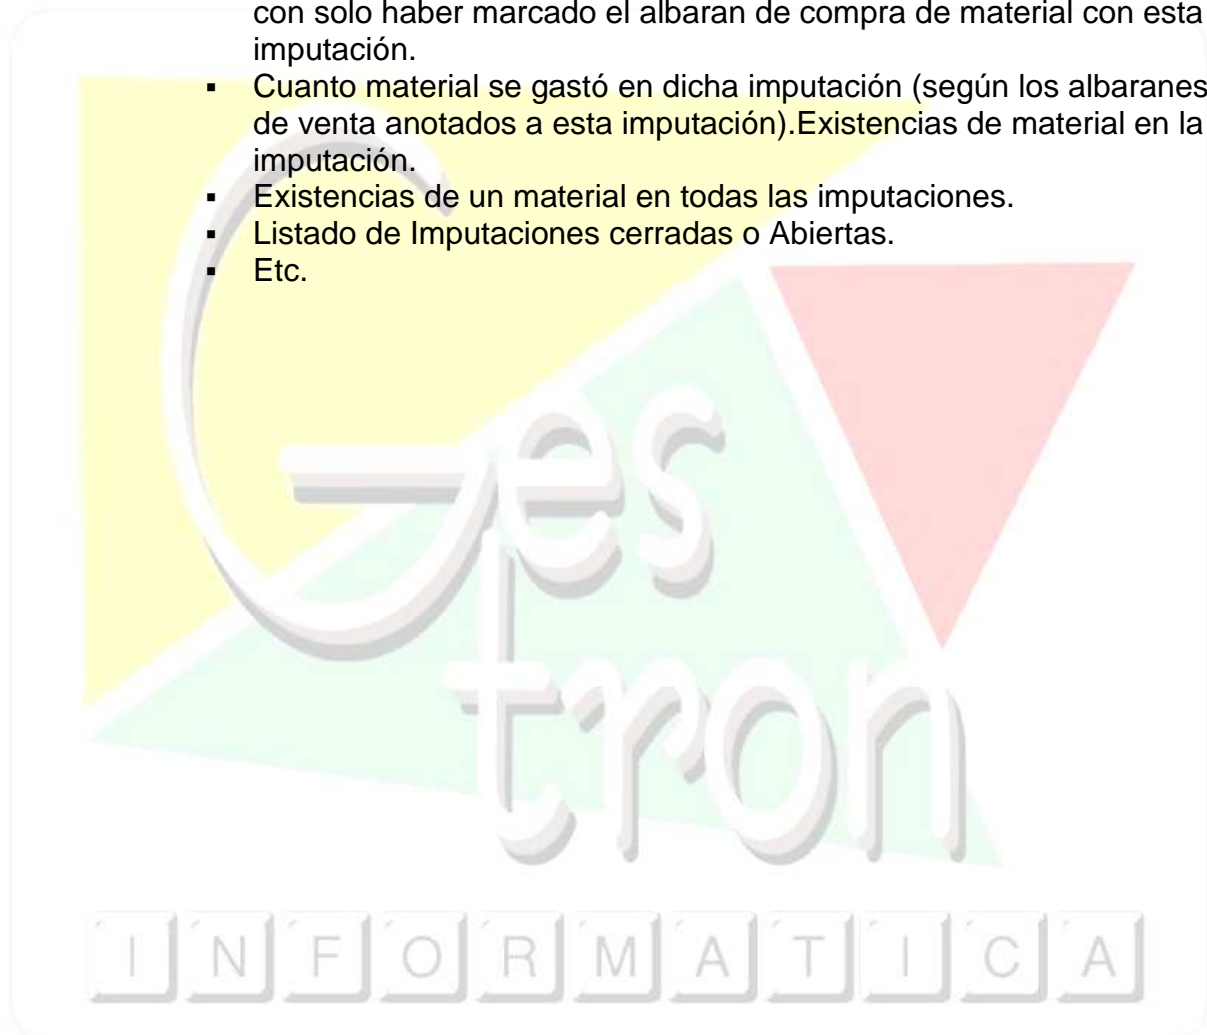 con solo haber marcado el albaran de compra de material con esta
imputación.
▪ Cuanto material se gastó en dicha imputación (según los albaranes
de venta anotados a esta imputación).Existencias de material en la
imputación.
▪ Existencias de un material en todas las imputaciones.
▪ Listado de Imputaciones cerradas o Abiertas.
▪ Etc.
Ges
tron
INFORMATICA